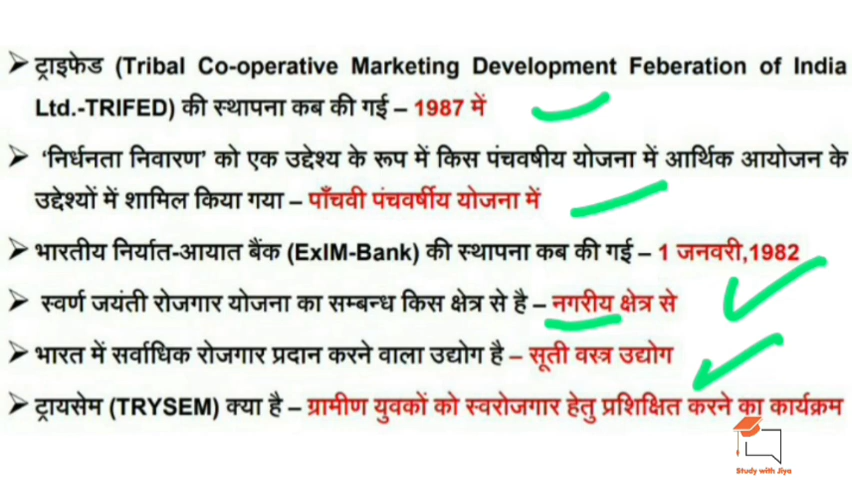 ➤ ट्राइफेड (Tribal Co-operative Marketing Development Feberation of India
Ltd.-TRIFED) की स्थापना कब की गई – 1987 में
➤ ‘निर्धनता निवारण’ को एक उद्देश्य के रूप में किस पंचवषीय योजना में आर्थिक आयोजन के
उद्देश्यों में शामिल किया गया – पाँचवी पंचवर्षीय योजना में
➤ भारतीय निर्यात-आयात बैंक (ExIM-Bank) की स्थापना कब की गई – 1 जनवरी,1982
➤ स्वर्ण जयंती रोजगार योजना का सम्बन्ध किस क्षेत्र से है – नगरीय क्षेत्र से
➤ भारत में सर्वाधिक रोजगार प्रदान करने वाला उद्योग है – सूती वस्त्र उद्योग
➤ ट्रायसेम (TRYSEM) क्या है – ग्रामीण युवकों को स्वरोजगार हेतु प्रशिक्षित करने का कार्यक्रम
Study with Jiya